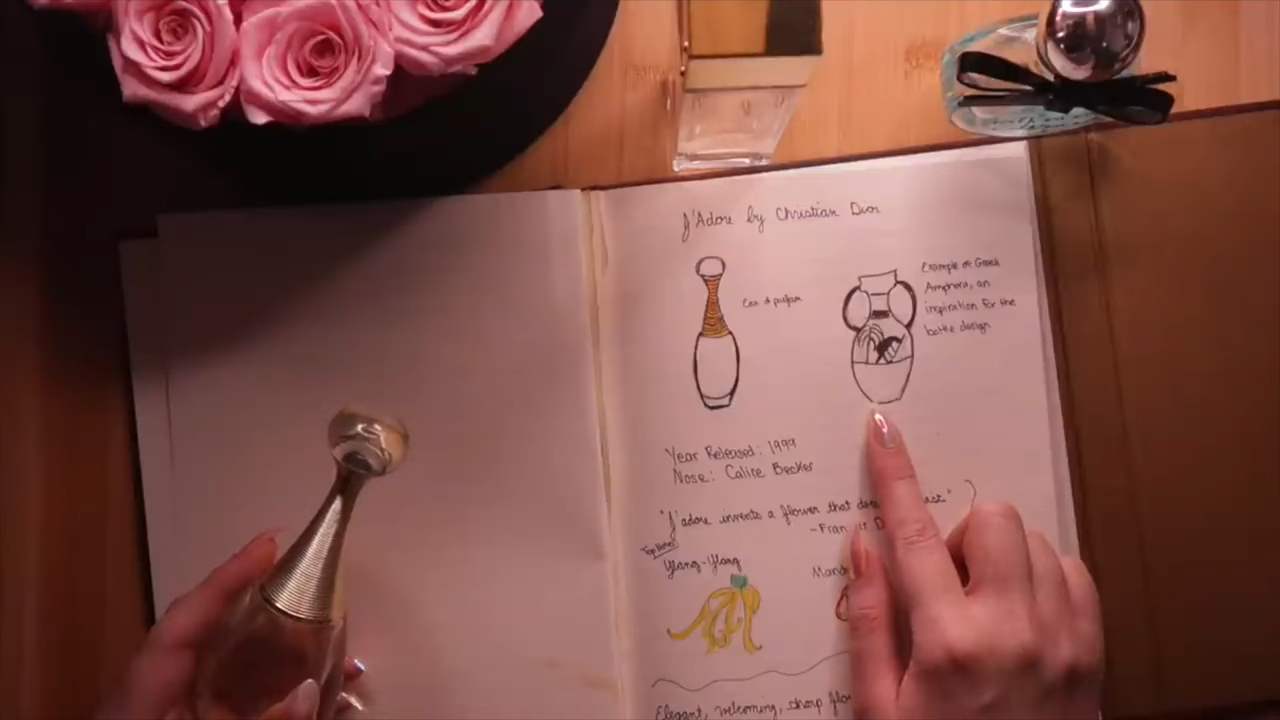 J'Adore by Christian Dior
Eau d parfum
Example of Greek
Amphora, an
inspiration for the
bottle design
Year Released: 1999
Nose: Calice Becker
"J'adore invents a flower that
Top Notes
Ylang-Ylang
Elegant, welcoming, sharp